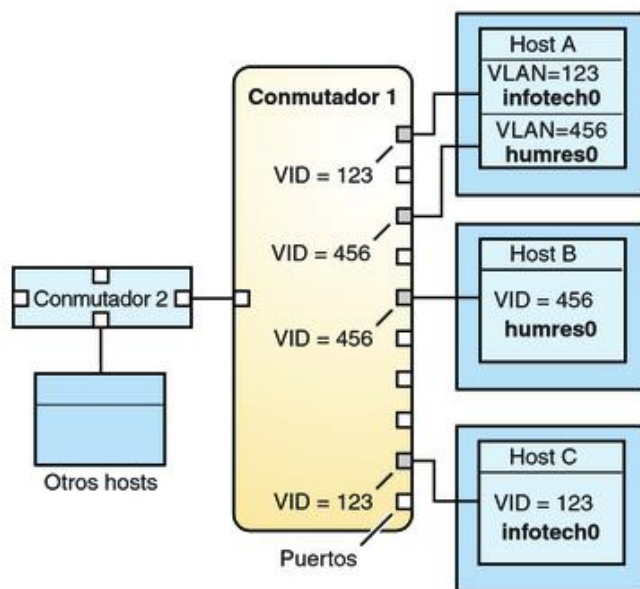 Conmutador 1
VID = 123
VID = 456
VID = 456
VID = 123
Puertos
Conmutador 2
Otros hosts
Host A
VLAN=123
infotech0
VLAN=456
humres0
Host B
VID = 456
humres0
Host C
VID = 123
infotech0